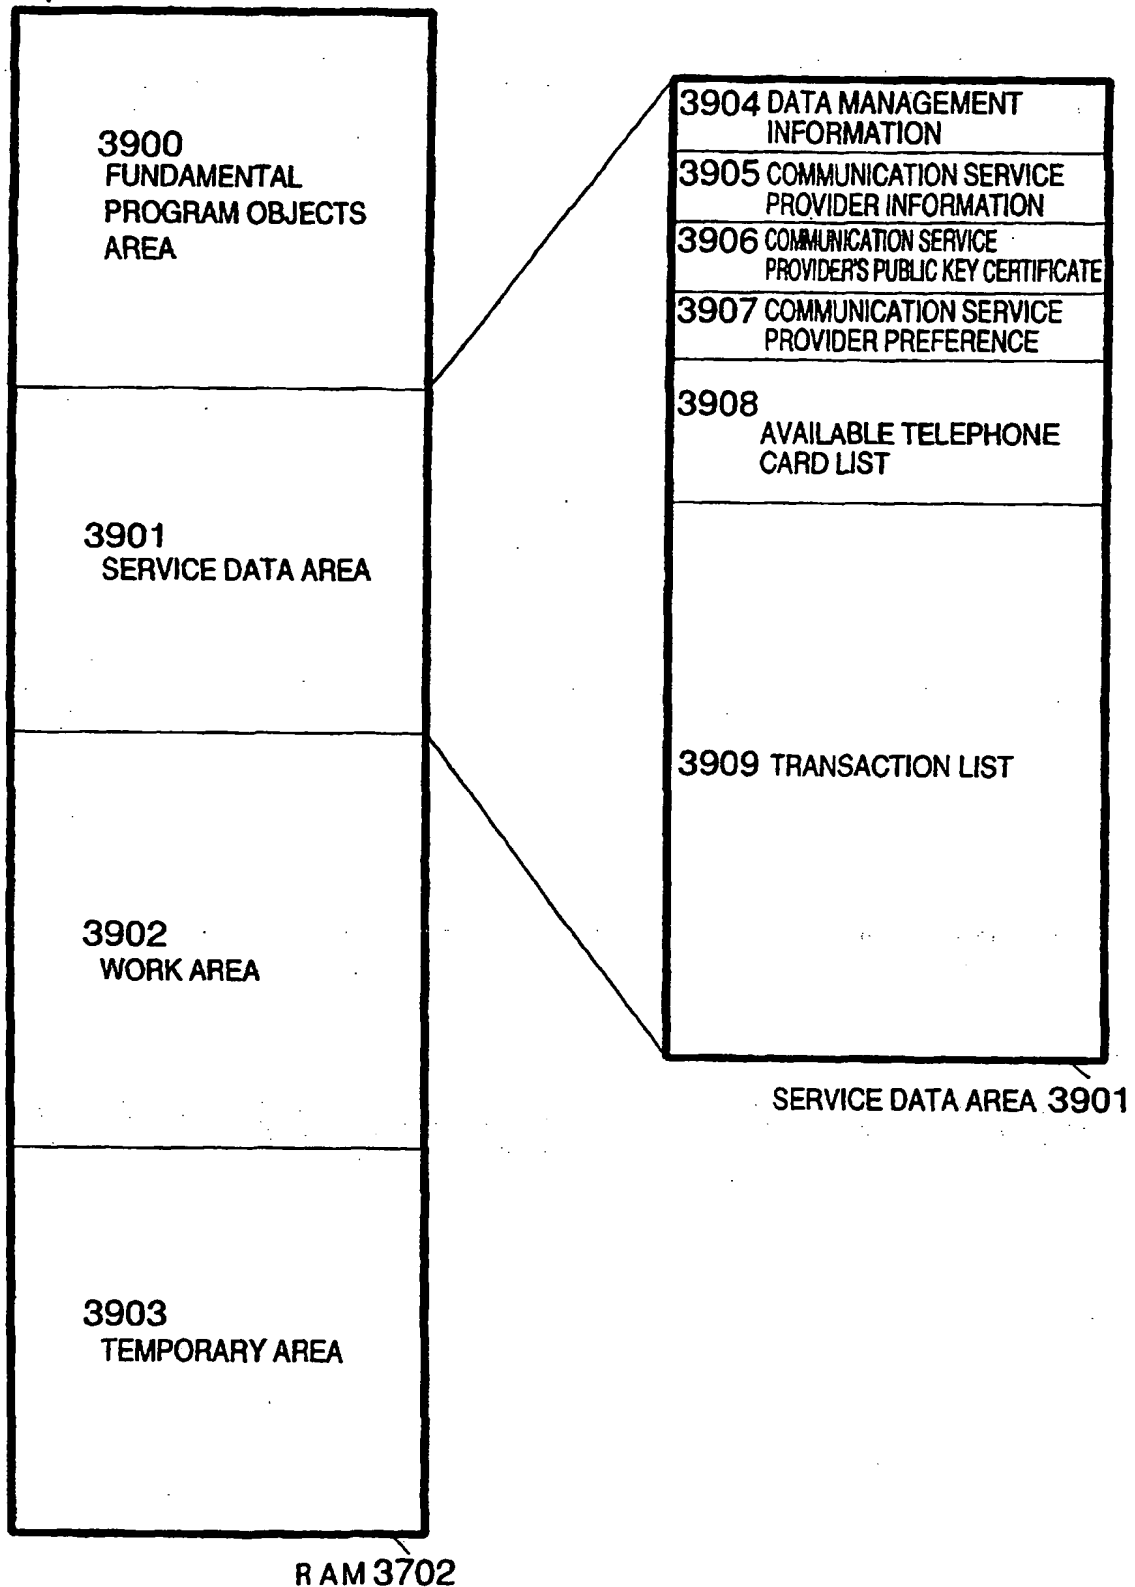 3900
FUNDAMENTAL
PROGRAM OBJECTS
AREA
3901
SERVICE DATA AREA
3902
WORK AREA
3903
TEMPORARY AREA
RAM 3702
3904 DATA MANAGEMENT
INFORMATION
3905 COMMUNICATION SERVICE
PROVIDER INFORMATION
3906 COMMUNICATION SERVICE
PROVIDER'S PUBLIC KEY CERTIFICATE
3907 COMMUNICATION SERVICE
PROVIDER PREFERENCE
3908
AVAILABLE TELEPHONE
CARD LIST
3909 TRANSACTION LIST
SERVICE DATA AREA 3901